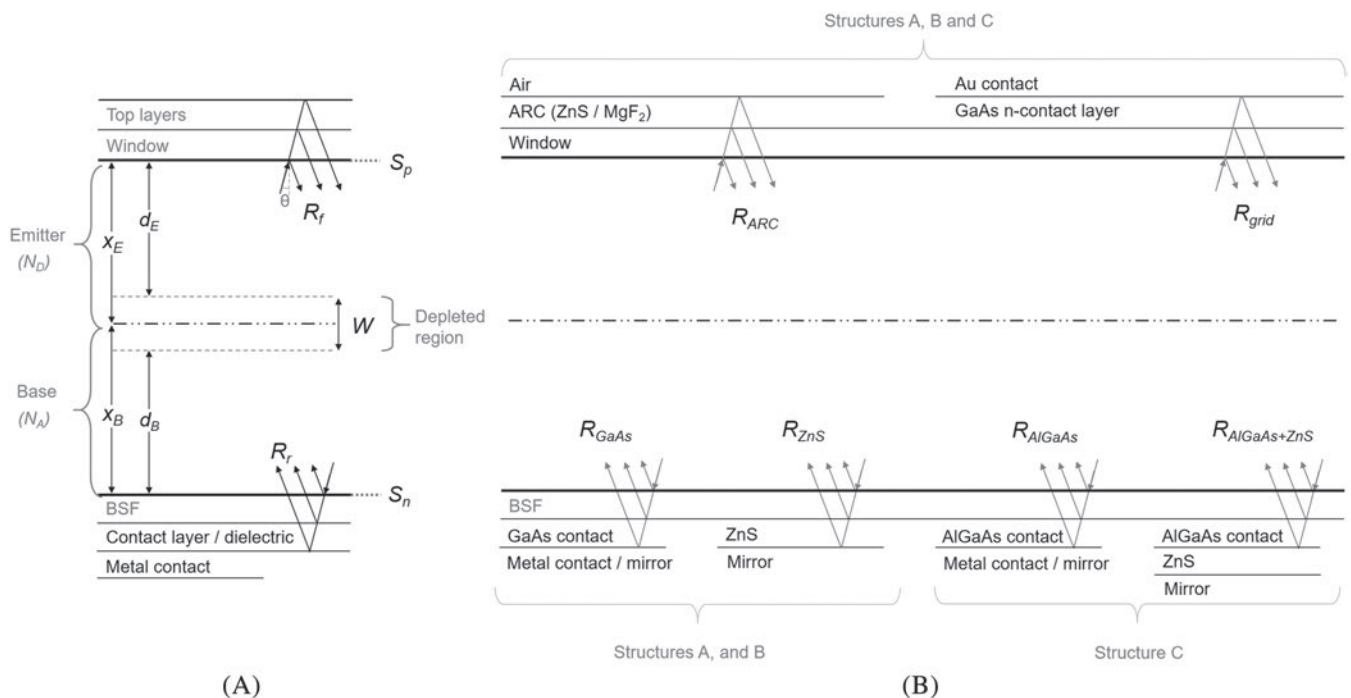 Structures A, B and C
Top layers
Window
S_p
θ
R_f
Emitter
(N_D)
x_E
d_E
W
Depleted
region
Base
(N_A)
x_B
d_B
R_r
S_n
BSF
Contact layer / dielectric
Metal contact
(A)
Air
ARC (ZnS / MgF₂)
Window
Au contact
GaAs n-contact layer
R_ARC
R_grid
R_GaAs
R_ZnS
R_AlGaAs
R_AlGaAs+ZnS
BSF
GaAs contact
Metal contact / mirror
ZnS
Mirror
AlGaAs contact
Metal contact / mirror
AlGaAs contact
ZnS
Mirror
Structures A, and B
Structure C
(B)